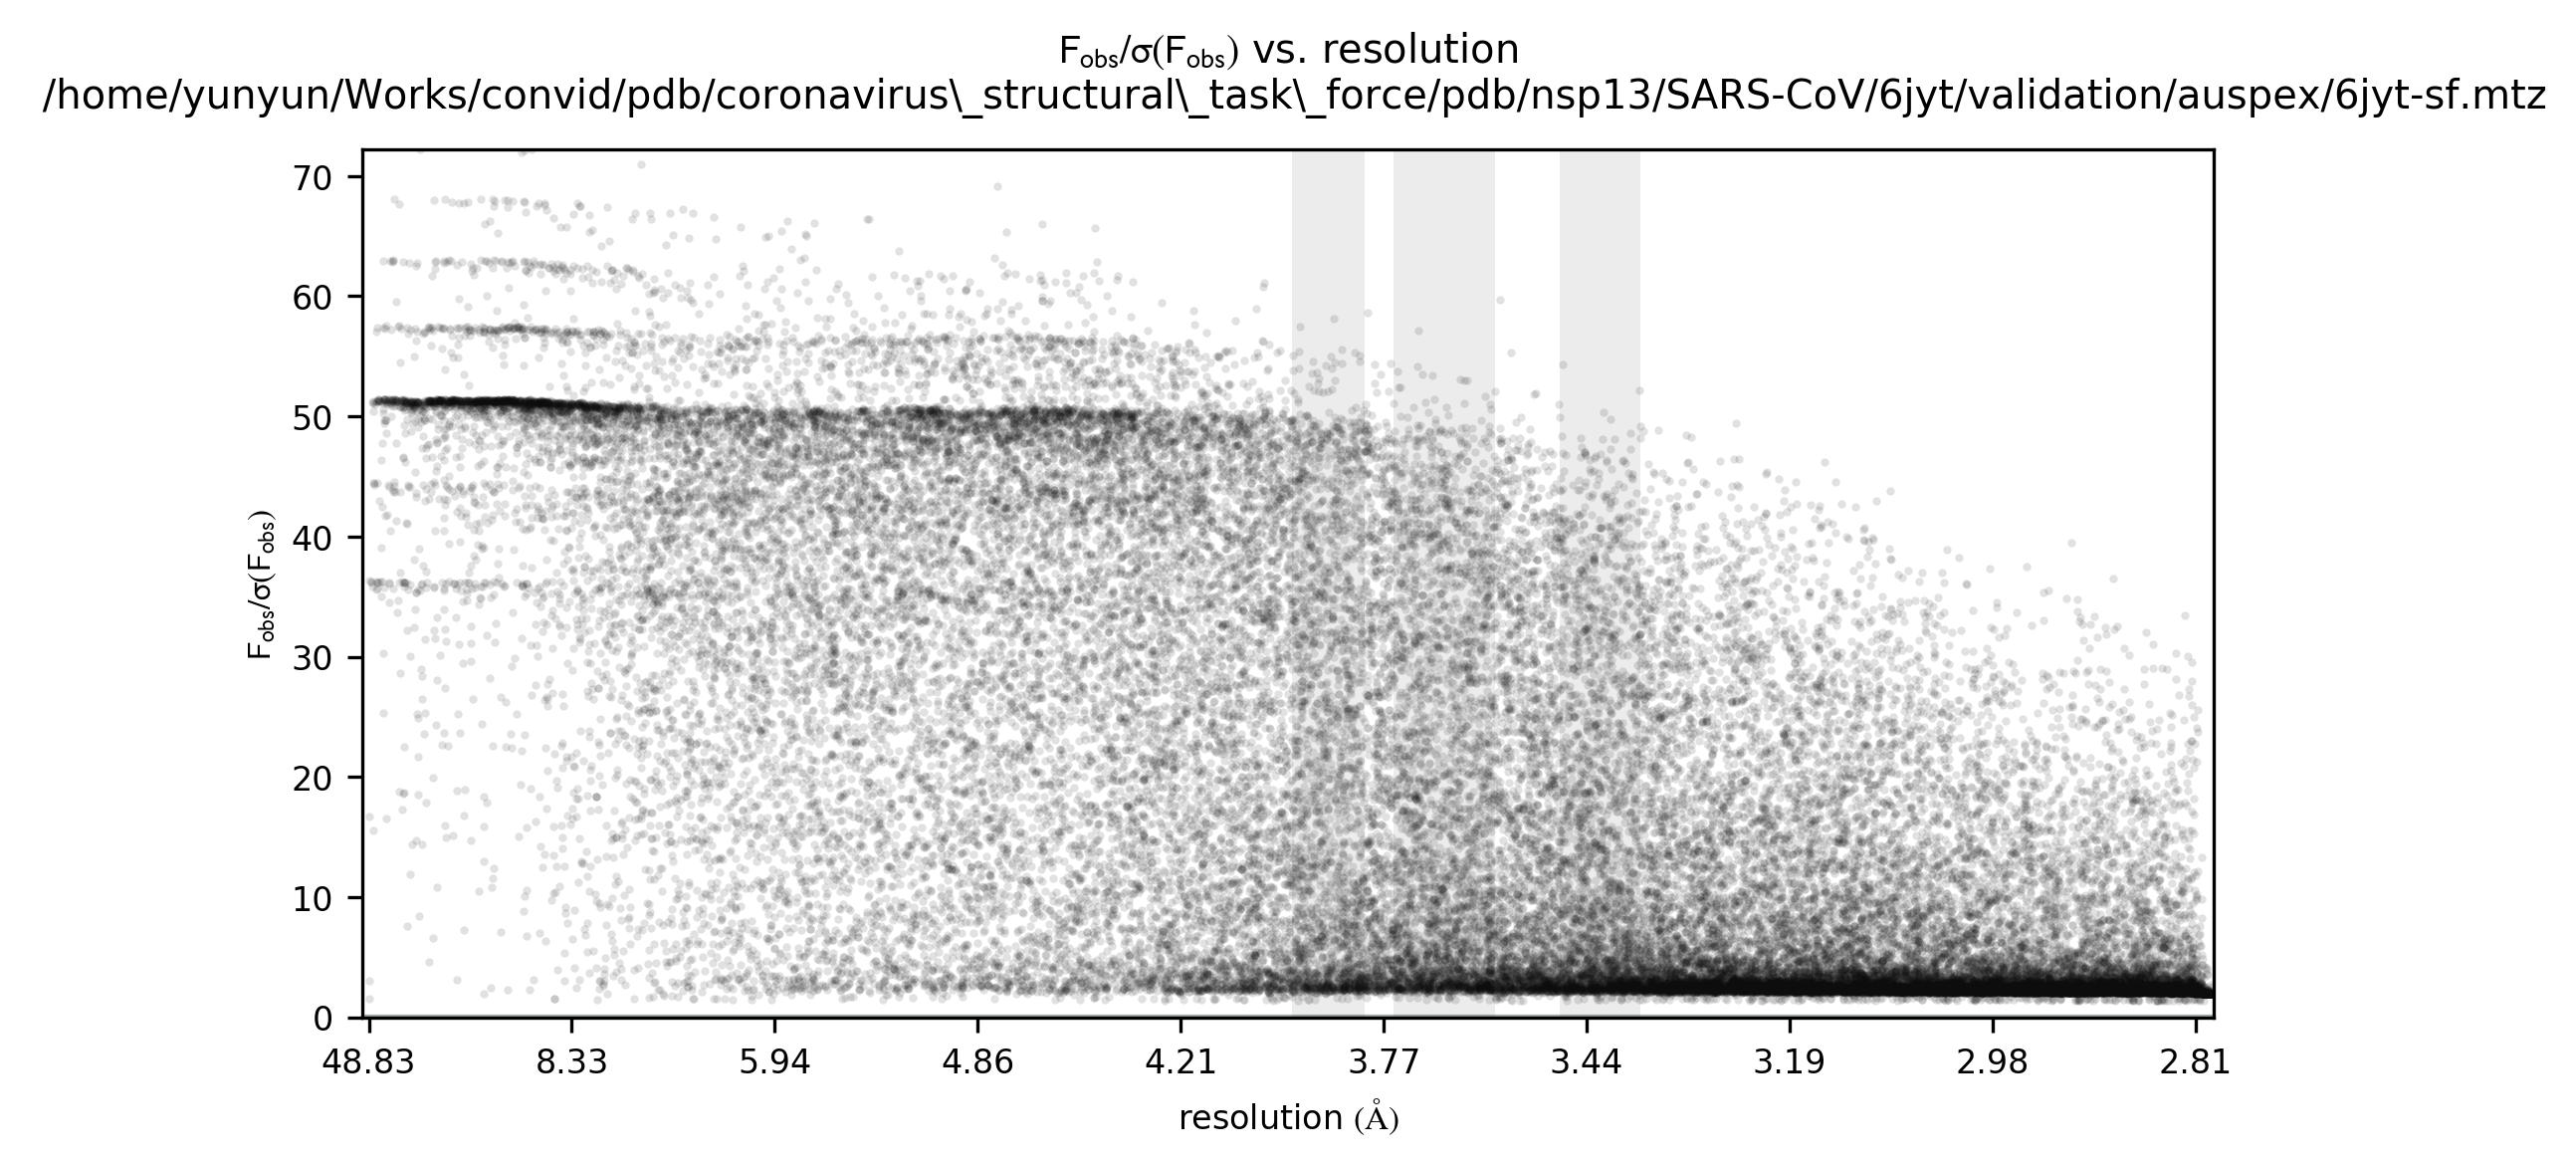 Fobs/σ(Fobs) vs. resolution
/home/yunyun/Works/convid/pdb/coronavirus\_structural\_task\_force/pdb/nsp13/SARS-CoV/6jyt/validation/auspex/6jyt-sf.mtz
70
60
50
40
30
20
10
0
Fobs/σ(Fobs)
48.83 8.33 5.94 4.86 4.21 3.77 3.44 3.19 2.98 2.81
resolution (Å)